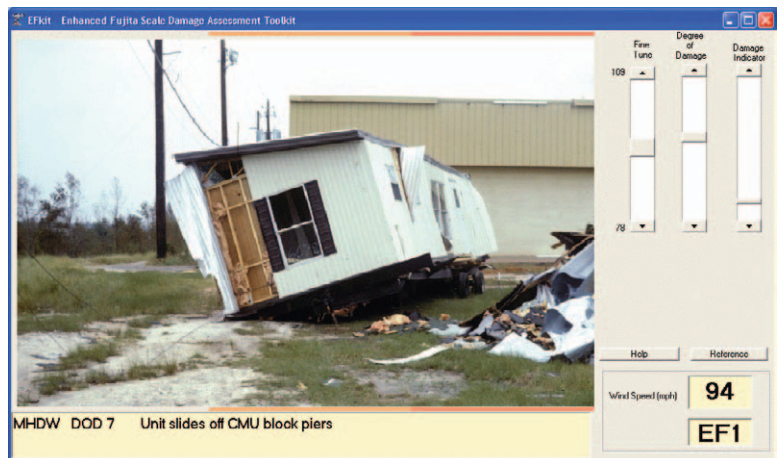 EFkit Enhanced Fujita Scale Damage Assessment Toolkit
Fine Tune
Degree of Damage
Damage Indicator
109
78
Help
Reference
Wind Speed (mph)
94
EF1
MHDW DOD 7 Unit slides off CMU block piers